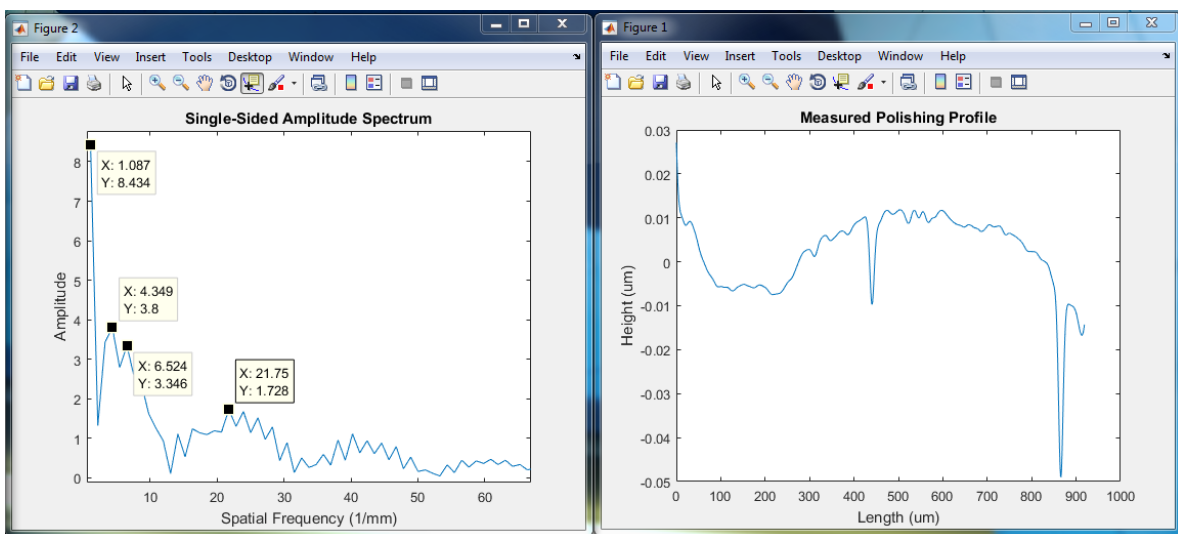 Figure 2
File Edit View Insert Tools Desktop Window Help
Single-Sided Amplitude Spectrum
X: 1.087
Y: 8.434
X: 4.349
Y: 3.8
X: 6.524
Y: 3.346
X: 21.75
Y: 1.728
8
7
6
5
4
3
2
1
0
Amplitude
10 20 30 40 50 60
Spatial Frequency (1/mm)
Figure 1
File Edit View Insert Tools Desktop Window Help
Measured Polishing Profile
0.03
0.02
0.01
0
-0.01
-0.02
-0.03
-0.04
-0.05
Height (um)
0 100 200 300 400 500 600 700 800 900 1000
Length (um)